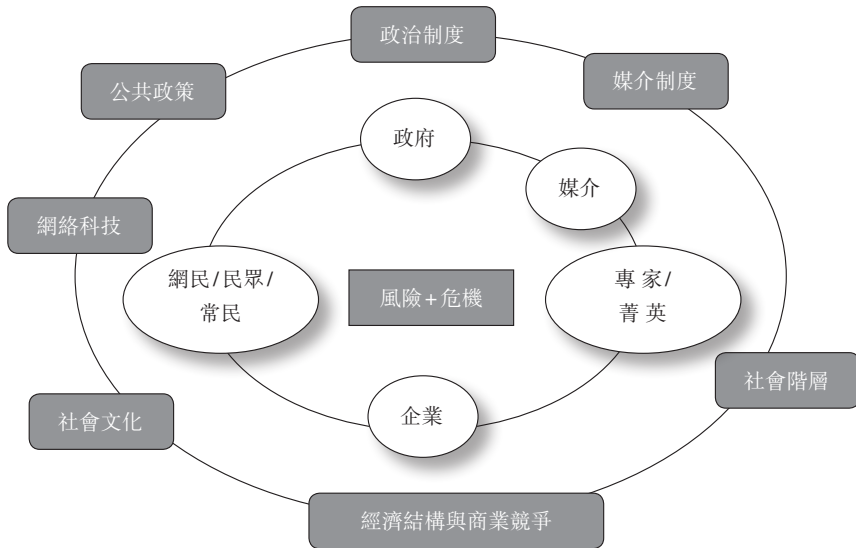 政治制度
公共政策
媒介制度
政府
媒介
網絡科技
網民/民眾/
常民
風險+危機
專家/
菁英
社會階層
企業
社會文化
經濟結構與商業競爭